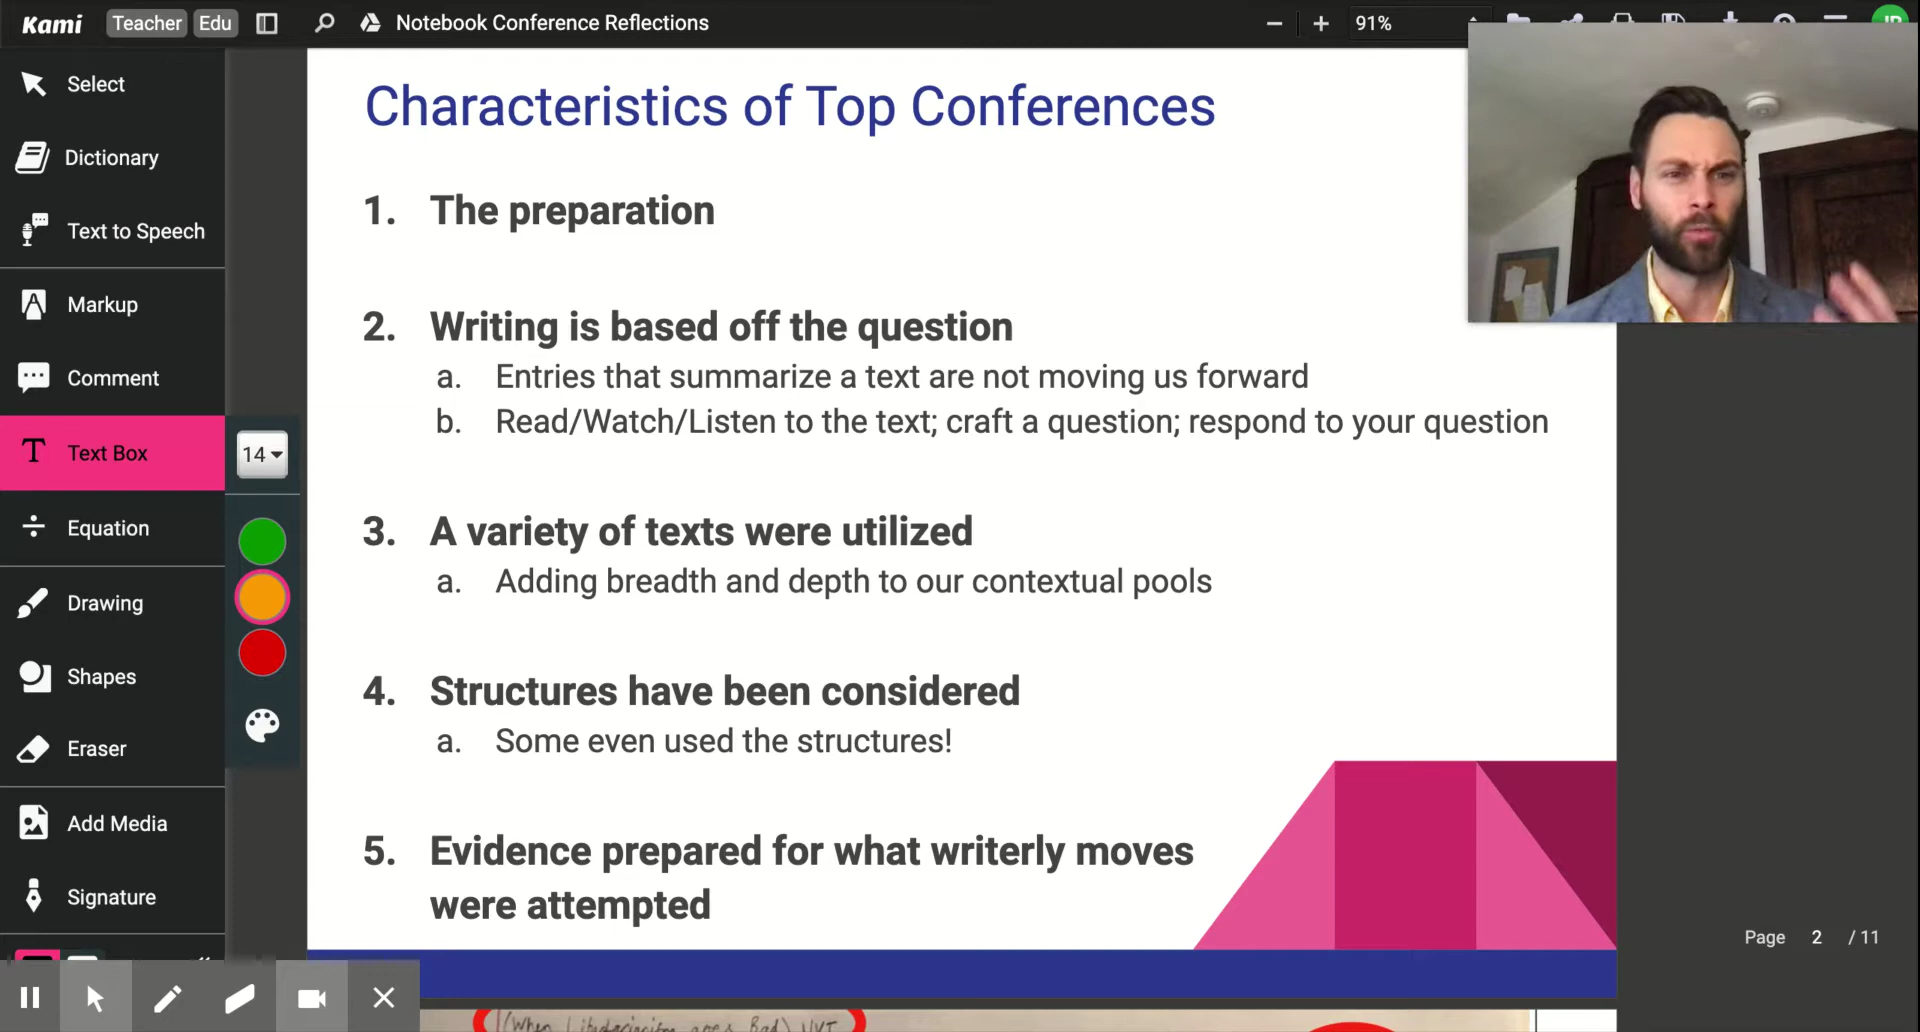 Kami Teacher Edu Notebook Conference Reflections 91%
Select
Dictionary
Text to Speech
Markup
Comment
Text Box
14
Equation
Drawing
Shapes
Eraser
Add Media
Signature
Characteristics of Top Conferences
1. The preparation
2. Writing is based off the question
a. Entries that summarize a text are not moving us forward
b. Read/Watch/Listen to the text; craft a question; respond to your question
3. A variety of texts were utilized
a. Adding breadth and depth to our contextual pools
4. Structures have been considered
a. Some even used the structures!
5. Evidence prepared for what writerly moves
were attempted
Page 2 / 11
(When